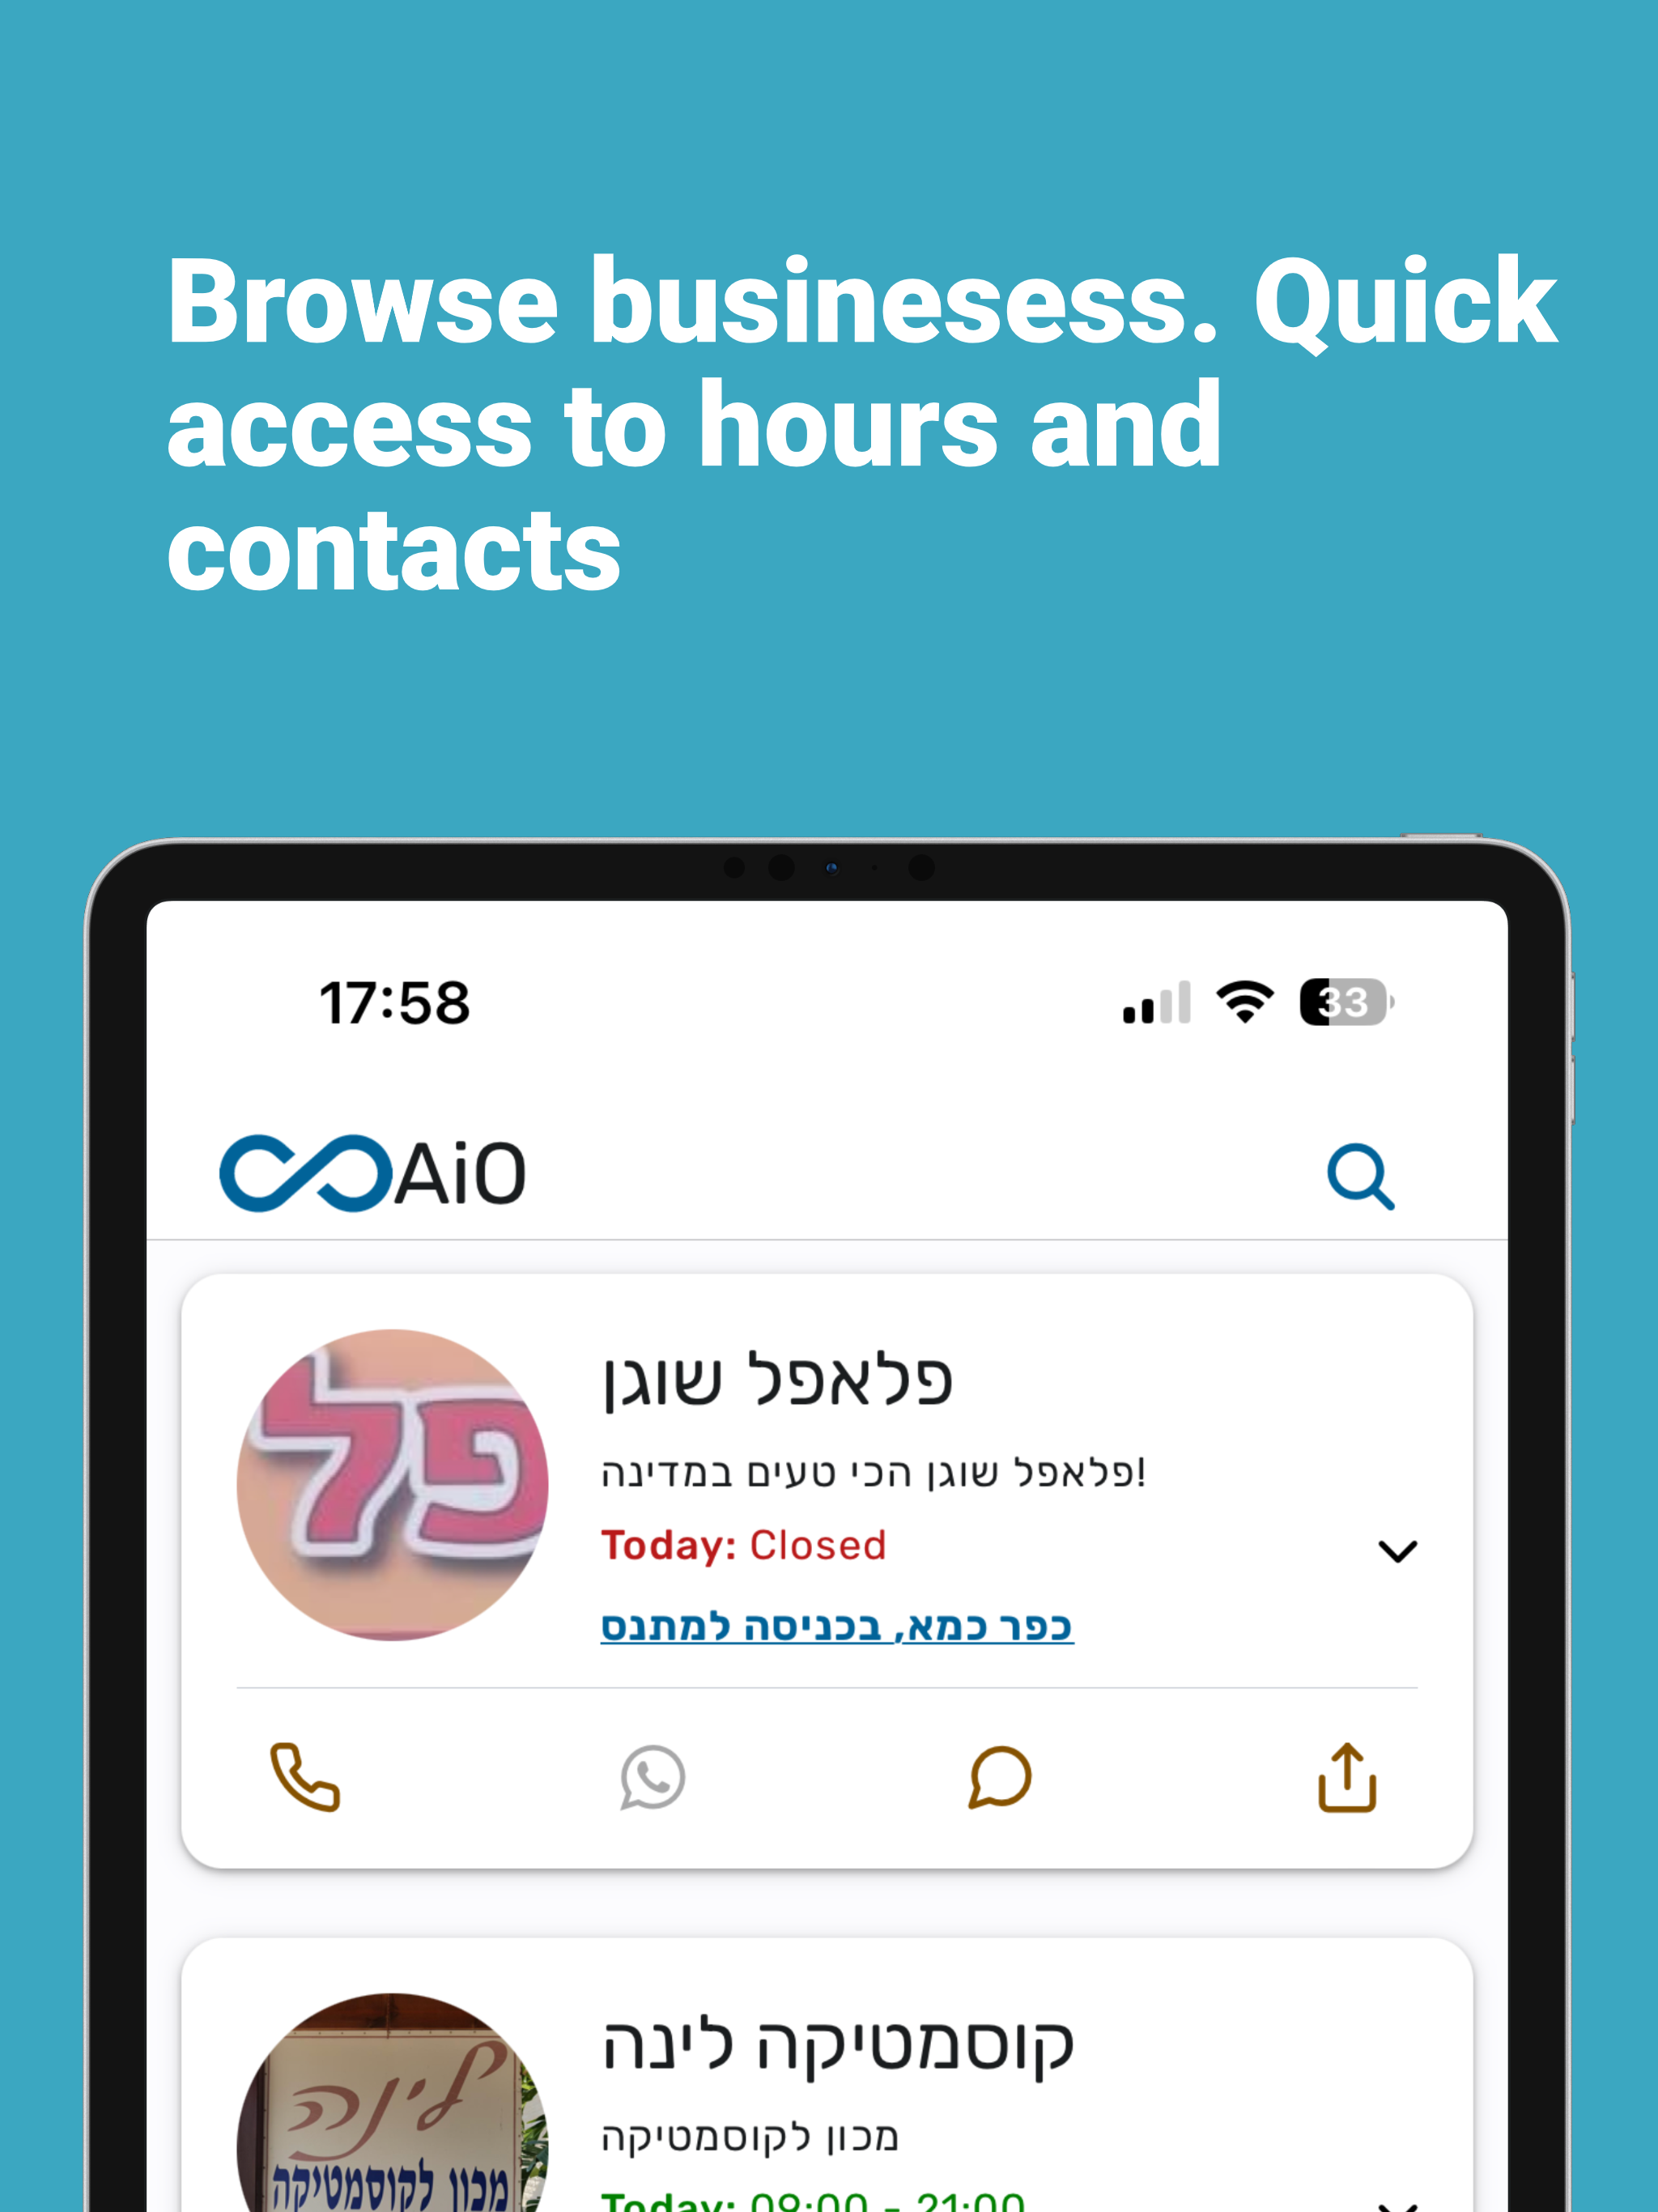 Browse businesess. Quick
access to hours and
contacts
17:58
33
AiO
פלאפל שוגן
פל
פלאפל שוגן הכי טעים במדינה!
Today: Closed
כפר כמא, בכניסה למתנס
קוסמטיקה לינה
לינה
מכון לקוסמטיקה
מכון לקוסמטיקה
Today: 09:00 - 21:00